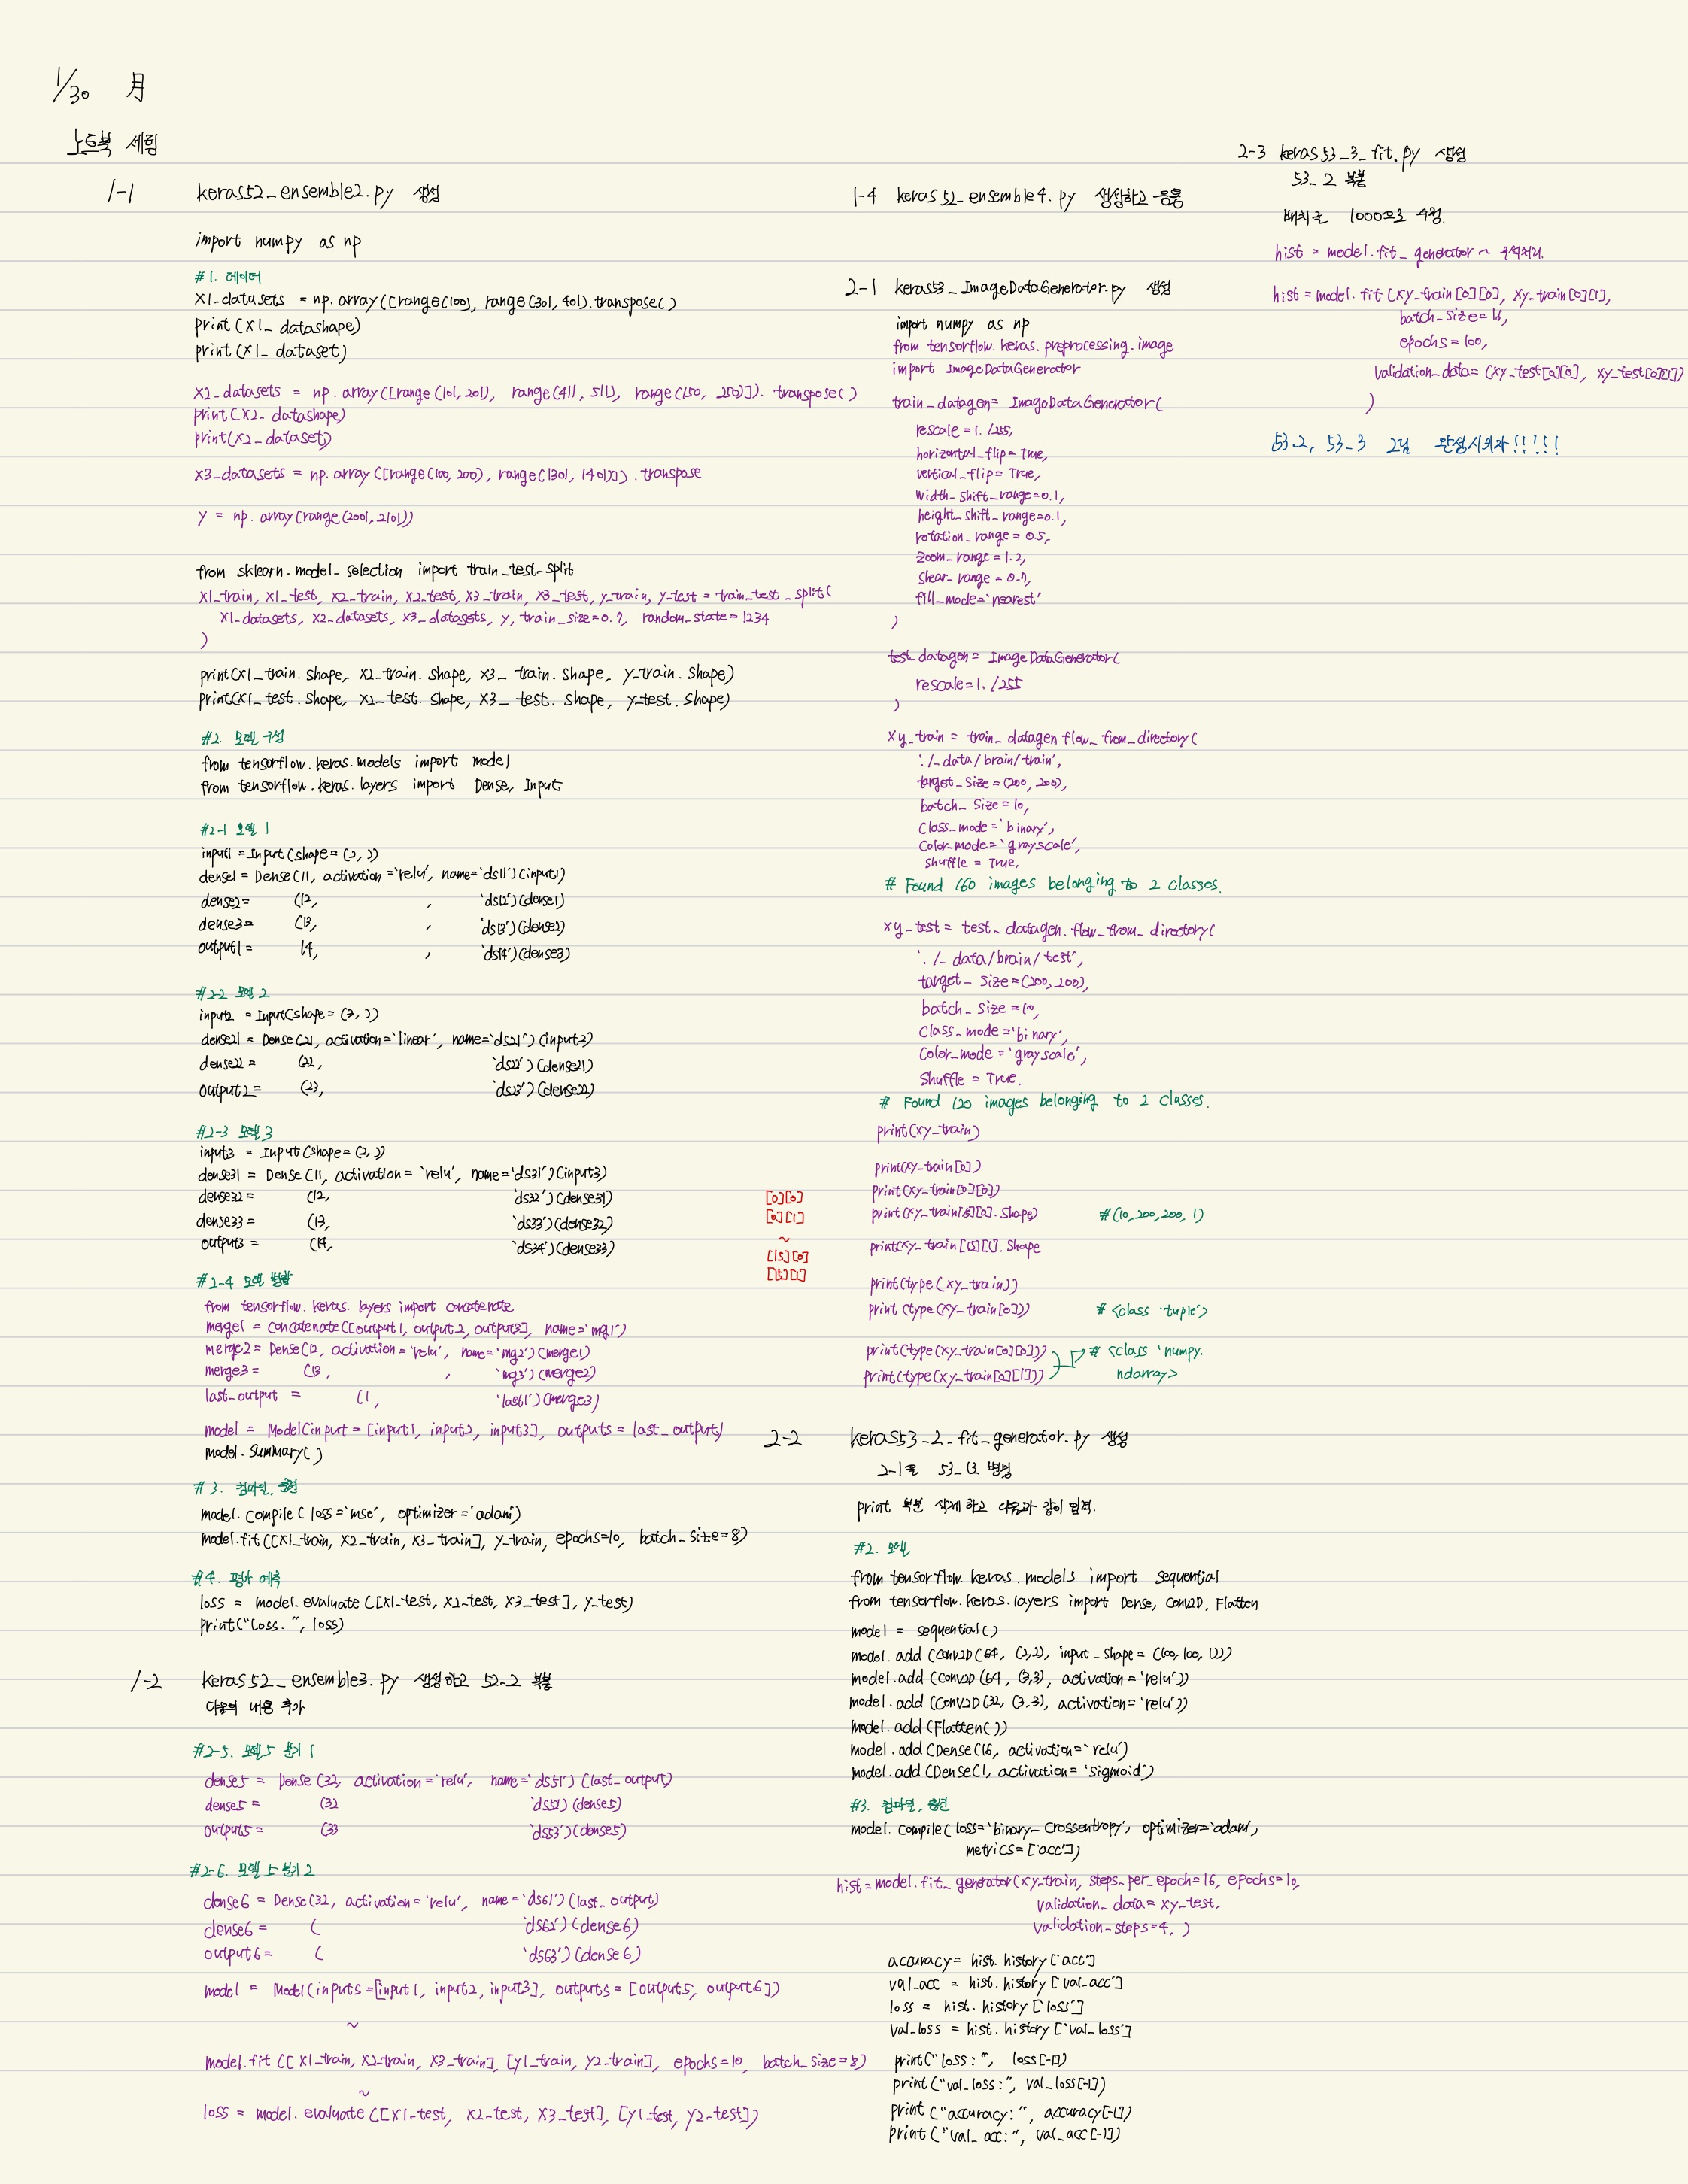 1/30 月
노트북 세팅
1-1 keras52_ensemble2.py 생성
import numpy as np
#1. 데이터
x1_datasets = np.array([range(100), range(301, 401).transpose()
print(x1_datashape)
print(x1_dataset)
x2_datasets = np.array([range(101, 201), range(411, 511), range(150, 250)]). transpose()
print(x2_datashape)
print(x2_dataset)
x3_datasets = np.array([range(100, 200), range(1301, 1401)]). transpose
y = np.array(range(2001, 2101))
from sklearn.model_selection import train_test_split
x1_train, x1_test, x2_train, x2_test, x3_train, x3_test, y_train, y_test = train_test_split(
x1_datasets, x2_datasets, x3_datasets, y, train_size=0.7, random_state=1234
)
print(x1_train.shape, x2_train.shape, x3_train.shape, y_train.shape)
print(x1_test.shape, x2_test.shape, x3_test.shape, y_test.shape)
#2. 모델 구성
from tensorflow.keras.models import model
from tensorflow.keras.layers import Dense, Input
#2-1 모델 1
input1 = Input(shape=(2, ))
dense1 = Dense(11, activation='relu', name='ds11')(input1)
dense2= (12, , 'ds12')(dense1)
dense3= (13, , 'ds13')(dense2)
output1 = 14, , 'ds14')(dense3)
#2-2 모델 2
input2 = Input(shape=(3, ))
dense21 = Dense(21, activation='linear', name='ds21')(input2)
dense22 = (22, 'ds22')(dense21)
output2= (23, 'ds23')(dense22)
#2-3 모델 3
input3 = Input(shape=(2, ))
dense31 = Dense(11, activation='relu', name='ds31')(input3)
dense32= (12, 'ds32')(dense31)
dense33= (13, 'ds33')(dense32)
output3= (14, 'ds34')(dense33)
#2-4 모델 병합
from tensorflow.keras.layers import concatenate
merge1 = concatenate([output1, output2, output3], name='mg1')
merge2= Dense(12, activation='relu', name='mg2')(merge1)
merge3= (13, , 'mg3')(merge2)
last_output = (1, 'last1')(merge3)
model = Model(input=[input1, input2, input3], outputs = last_output)
model.summary()
#3. 컴파일, 훈련
model.compile(loss='mse', optimizer='adam')
model.fit([x1_train, x2_train, x3_train], y_train, epochs=10, batch_size=8)
#4. 평가 예측
loss = model.evaluate([x1_test, x2_test, x3_test], y_test)
print("Loss.", loss)
1-2 keras52_ensemble3.py 생성하고 52-2 복붙
다음의 내용 추가
#2-5. 모델5 분기 1
dense5 = Dense(32, activation='relu', name='ds51')(last_output)
dense5 = (32 'ds52')(dense5)
output5= (33 'ds53')(dense5)
#2-6. 모델5 분기 2
dense6 = Dense(32, activation='relu', name='ds61')(last_output)
dense6 = ( 'ds62')(dense6)
output6 = ( 'ds63')(dense6)
model = Model(inputs=[input1, input2, input3], outputs=[output5, output6])
~
model.fit([x1_train, x2_train, x3_train], [y1_train, y2_train], epochs=10, batch_size=8)
~
loss = model.evaluate([x1_test, x2_test, x3_test], [y1_test, y2_test])
1-4 keras52_ensemble4.py 생성하고 응용
2-1 keras53_ImageDataGenerator.py 생성
import numpy as np
from tensorflow.keras.preprocessing.image
import ImageDataGenerator
train_datagen= ImageDataGenerator(
rescale=1./255,
horizontal_flip=True,
vertical_flip=True,
width_shift_range=0.1,
height_shift_range=0.1,
rotation_range=0.5,
zoom_range=1.2,
shear_range=0.7,
fill_mode='nearest'
)
test_datagen= ImageDataGenerator(
rescale=1./255
)
xy_train = train_datagen flow_from_directory(
'./_data/brain/train',
target_size=(200, 200),
batch_size=10,
class_mode='binary',
color_mode='grayscale',
shuffle = True,
# Found 160 images belonging to 2 classes.
xy_test = test_datagen.flow_from_directory(
'./_data/brain/test',
target_size=(200, 200),
batch_size=10,
class_mode='binary',
color_mode='grayscale',
shuffle = True.
# Found 120 images belonging to 2 classes.
print(xy_train)
print(xy_train[0])
[0][0] print(xy_train[0][0])
[0][1] print(xy_train[15][0].shape) #(10, 200, 200, 1)
~
[15][0] print(xy_train[15][1].shape
[15][1]
print(type(xy_train))
print(type(xy_train[0])) # <class 'tuple'>
print(type(xy_train[0][0])) # <class 'numpy.
print(type(xy_train[0][1])) ndarray>
2-2 keras53_2_fit_generator.py 생성
print 부분 삭제 하고 다음과 같이 입력.
#2. 모델
from tensorflow.keras.models import sequential
from tensorflow.keras.layers import Dense, Conv2D, Flatten
model = sequential()
model.add(Conv2D(64, (2,2), input_shape=(100, 100, 1)))
model.add(Conv2D(64, (3,3), activation='relu'))
model.add(Conv2D(32, (3,3), activation='relu'))
model.add(Flatten())
model.add(Dense(16, activation='relu')
model.add(Dense(1, activation='sigmoid')
#3. 컴파일, 훈련
model.compile(loss='binary_crossentropy', optimizer='adam',
metrics=['acc'])
hist=model.fit_generator(xy_train, steps_per_epoch=16, epochs=10,
validation_data=xy_test.
validation_steps=4, )
accuracy= hist.history['acc']
val_acc = hist.history['val_acc']
loss = hist.history['loss']
val_loss = hist.history['val_loss']
print("loss:", loss[-1])
print("val_loss:", val_loss[-1])
print("accuracy:", accuracy[-1])
print("val_acc:", val_acc[-1])
2-3 keras53_3_fit.py 생성
53_2 복붙
배치를 1000으로 수정.
hist = model.fit_generator ~ 주석처리.
hist=model.fit(xy_train[0][0], xy_train[0][1],
batch_size=16,
epochs=100,
validation_data=(xy_test[0][0], xy_test[0][1])
)
53-2, 53_3 2개 완성시키자!!!!!